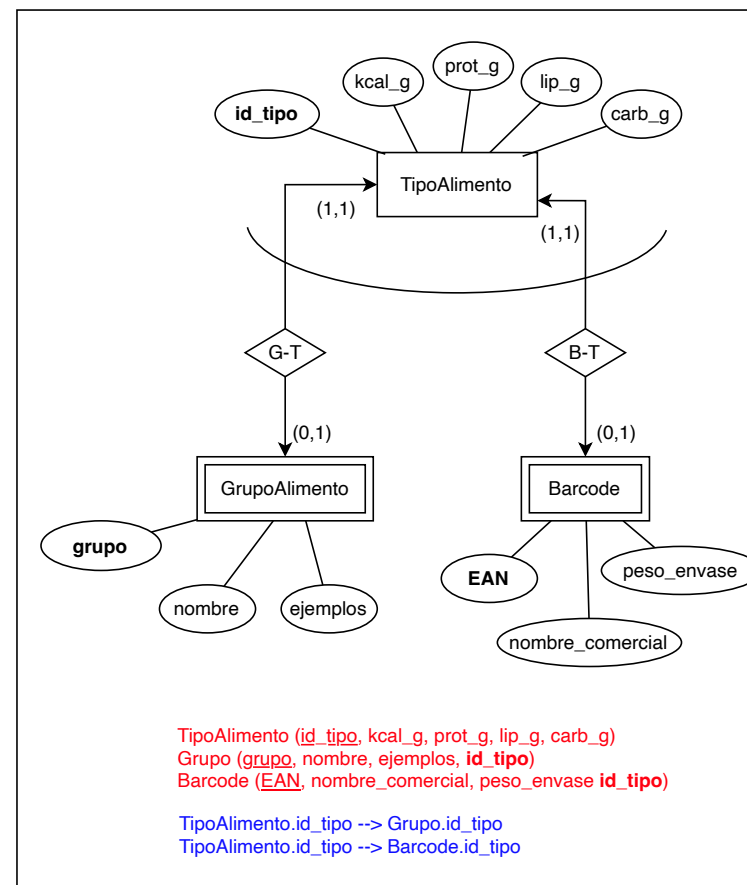 prot_g
kcal_g
lip_g
id_tipo
carb_g
TipoAlimento
(1,1)
(1,1)
G-T
B-T
(0,1)
(0,1)
GrupoAlimento
Barcode
grupo
EAN
peso_envase
nombre
ejemplos
nombre_comercial
TipoAlimento (id_tipo, kcal_g, prot_g, lip_g, carb_g)
Grupo (grupo, nombre, ejemplos, id_tipo)
Barcode (EAN, nombre_comercial, peso_envase id_tipo)
TipoAlimento.id_tipo --> Grupo.id_tipo
TipoAlimento.id_tipo --> Barcode.id_tipo